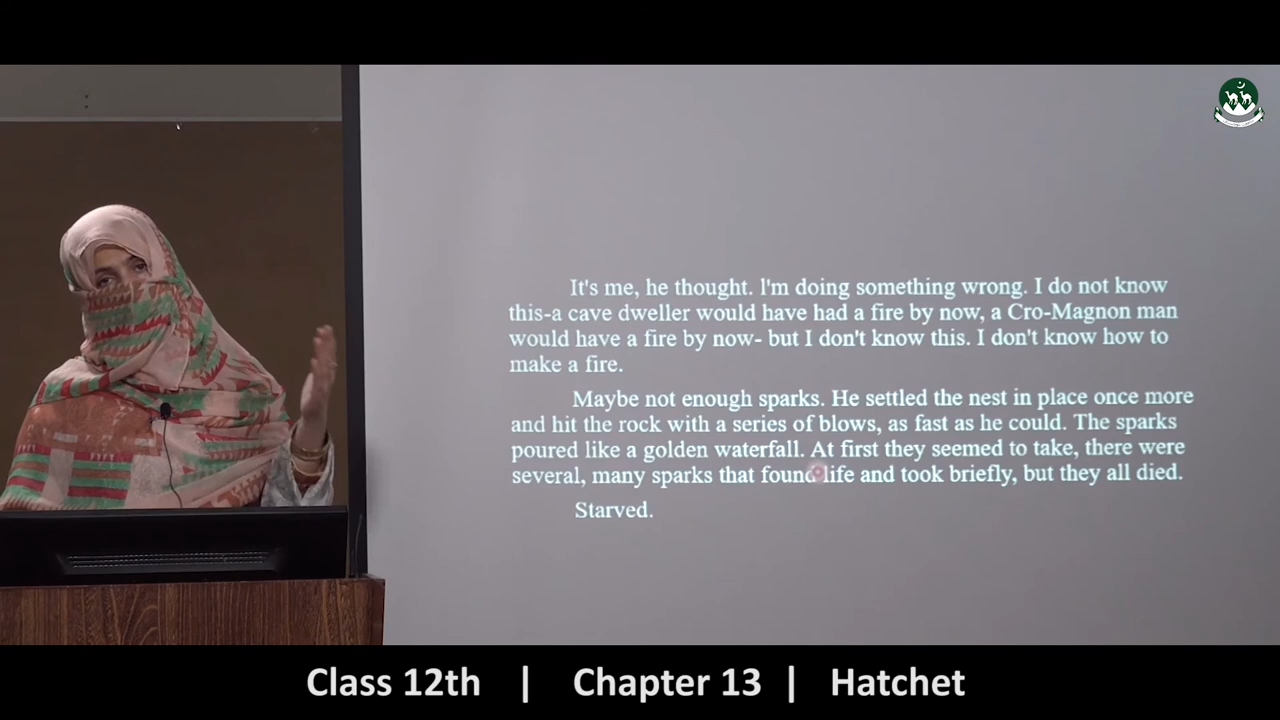 It's me, he thought. I'm doing something wrong. I do not know
this-a cave dweller would have had a fire by now, a Cro-Magnon man
would have a fire by now- but I don't know this. I don't know how to
make a fire.
Maybe not enough sparks. He settled the nest in place once more
and hit the rock with a series of blows, as fast as he could. The sparks
poured like a golden waterfall. At first they seemed to take, there were
several, many sparks that found life and took briefly, but they all died.
Starved.
Class 12th | Chapter 13 | Hatchet